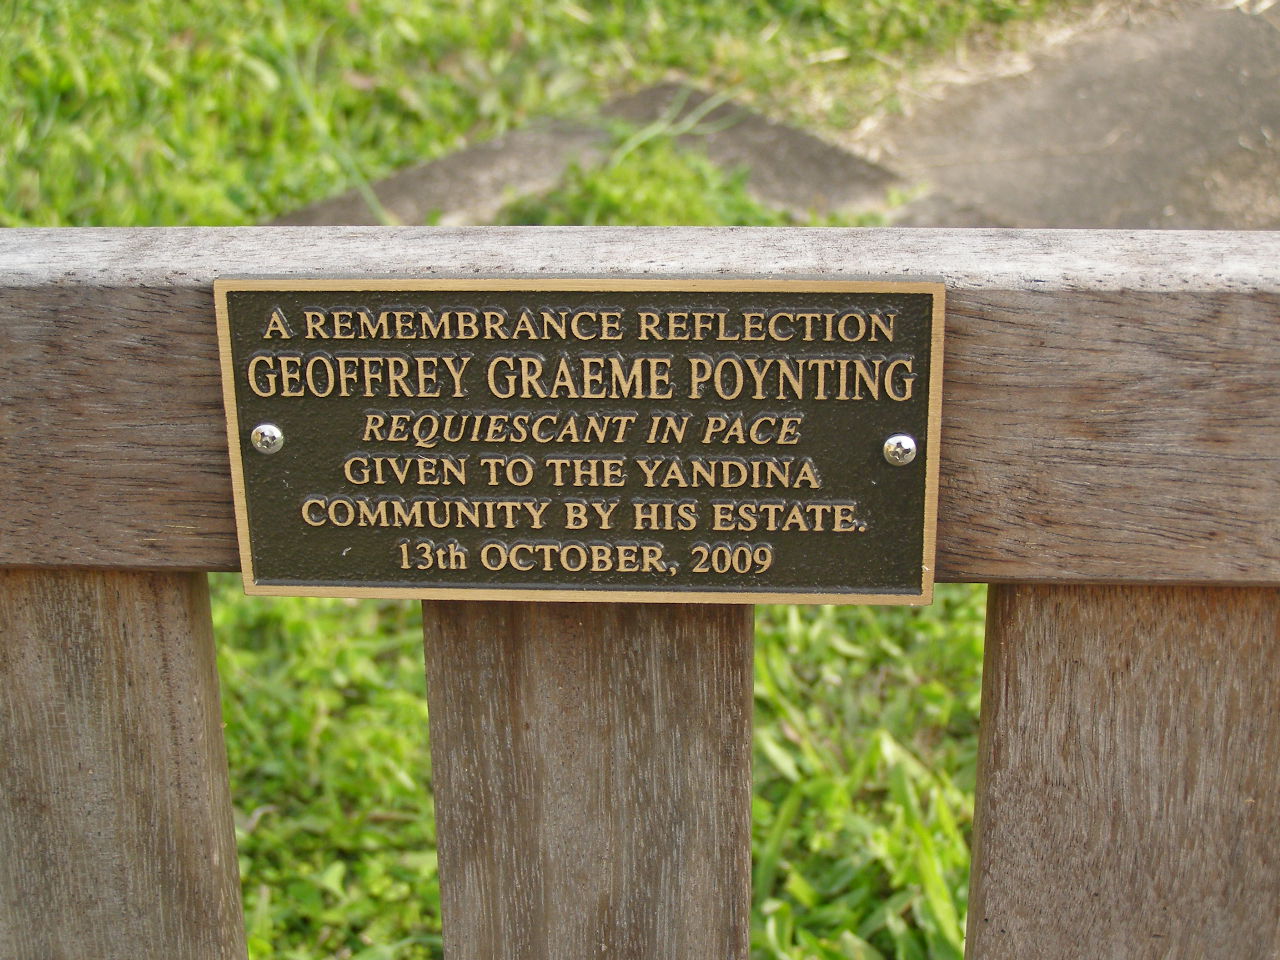 A REMEMBRANCE REFLECTION
GEOFFREY GRAEME POYNTING
REQUIESCANT IN PACE
GIVEN TO THE YANDINA
COMMUNITY BY HIS ESTATE.
13th OCTOBER, 2009